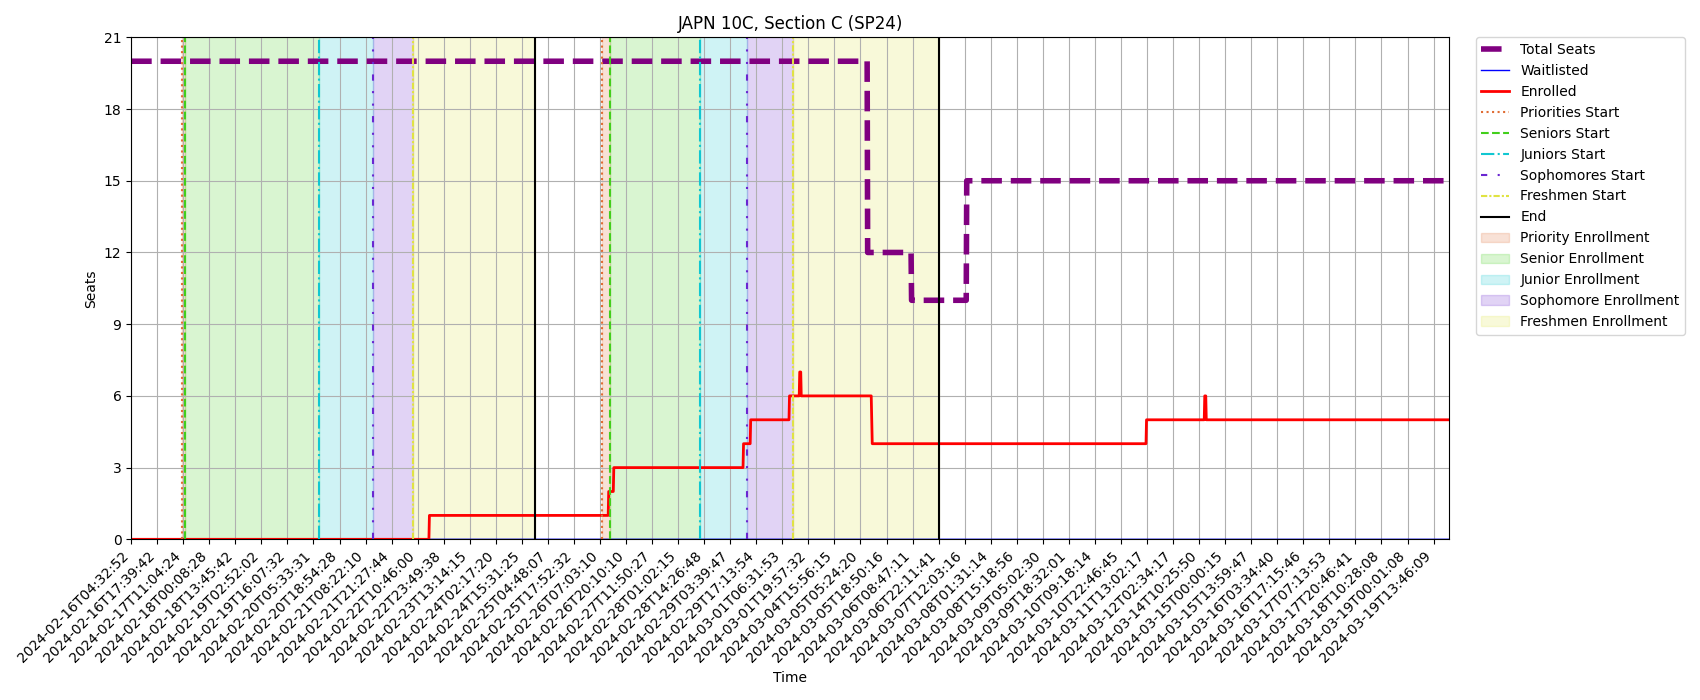 JAPN 10C, Section C (SP24)
21
18
15
12
9
6
3
0
Seats
2024-02-16T04:32:52
2024-02-16T17:39:42
2024-02-17T11:04:24
2024-02-18T00:08:28
2024-02-18T13:45:42
2024-02-19T02:52:02
2024-02-19T16:07:32
2024-02-20T05:33:31
2024-02-20T18:54:28
2024-02-21T08:22:10
2024-02-21T21:27:44
2024-02-22T10:46:00
2024-02-22T23:49:38
2024-02-23T13:14:15
2024-02-24T02:17:20
2024-02-24T15:31:25
2024-02-25T04:48:07
2024-02-25T17:52:32
2024-02-26T07:03:10
2024-02-26T20:10:10
2024-02-27T11:50:27
2024-02-28T01:02:15
2024-02-28T14:26:48
2024-02-29T03:39:47
2024-02-29T17:13:54
2024-03-01T06:31:53
2024-03-01T19:57:32
2024-03-04T15:56:15
2024-03-05T05:24:20
2024-03-05T18:50:16
2024-03-06T08:47:11
2024-03-06T22:11:41
2024-03-07T12:03:16
2024-03-08T01:31:14
2024-03-08T15:18:56
2024-03-09T05:02:30
2024-03-09T18:32:01
2024-03-10T09:18:14
2024-03-10T22:46:45
2024-03-11T13:02:17
2024-03-12T02:34:17
2024-03-14T10:25:50
2024-03-15T00:00:15
2024-03-15T13:59:47
2024-03-16T03:34:40
2024-03-16T17:15:46
2024-03-17T07:13:53
2024-03-17T20:46:41
2024-03-18T10:28:08
2024-03-19T00:01:08
2024-03-19T13:46:09
Time
Total Seats
Waitlisted
Enrolled
Priorities Start
Seniors Start
Juniors Start
Sophomores Start
Freshmen Start
End
Priority Enrollment
Senior Enrollment
Junior Enrollment
Sophomore Enrollment
Freshmen Enrollment